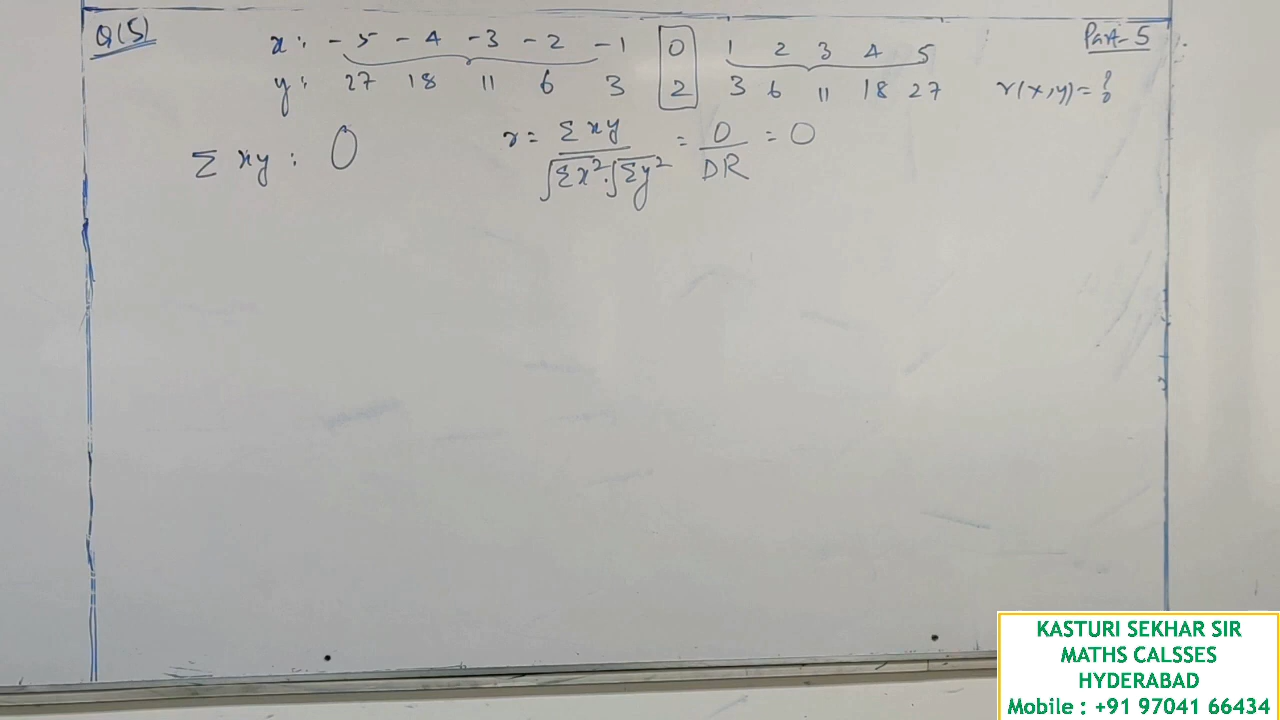 Q(5)
Part-5
x: -5 -4 -3 -2 -1 0 1 2 3 4 5
y: 27 18 11 6 3 2 3 6 11 18 27 r(x,y)=?
Σxy: 0 r = Σxy / √Σx² · √Σy² = 0 / DR = 0
KASTURI SEKHAR SIR
MATHS CALSSES
HYDERABAD
Mobile : +91 97041 66434